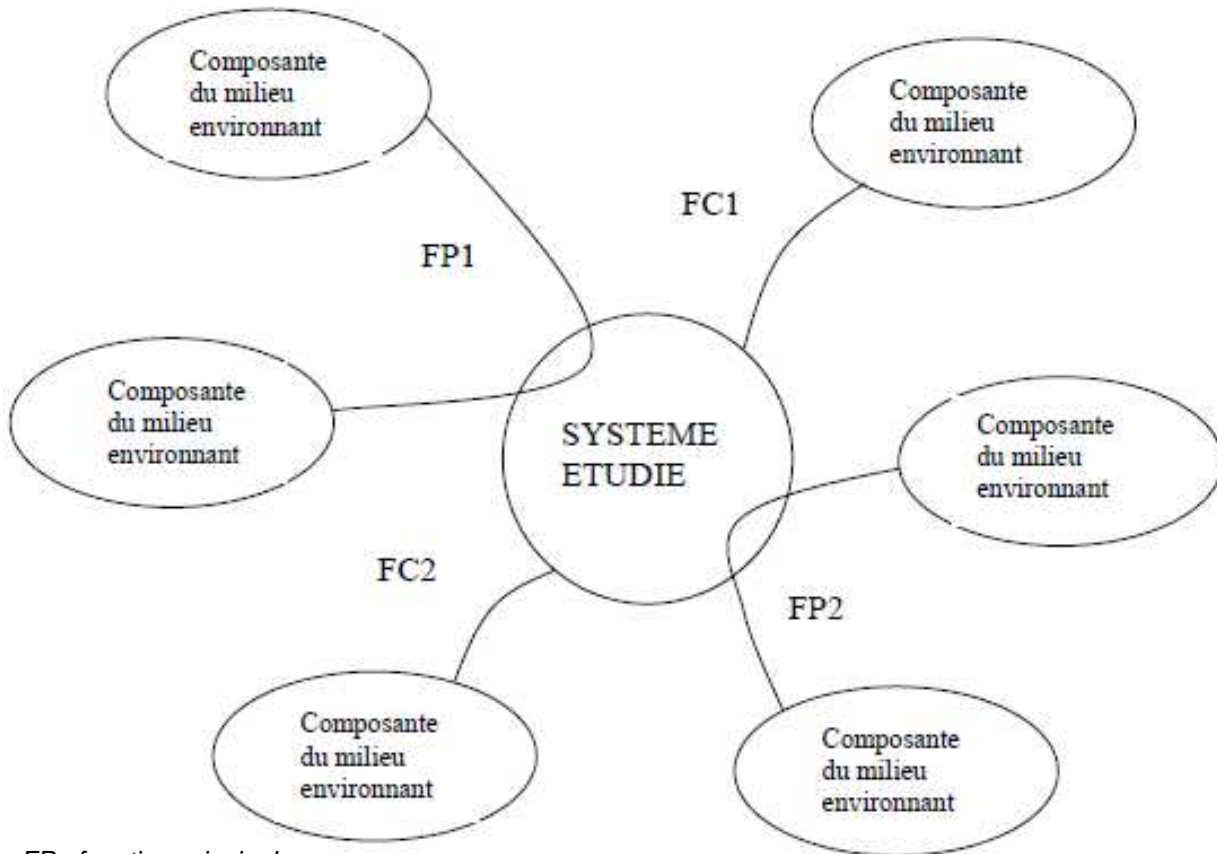 Composante
du milieu
environnant
Composante
du milieu
environnant
FC1
FP1
Composante
du milieu
environnant
SYSTEME
ETUDIE
Composante
du milieu
environnant
FC2
FP2
Composante
du milieu
environnant
Composante
du milieu
environnant